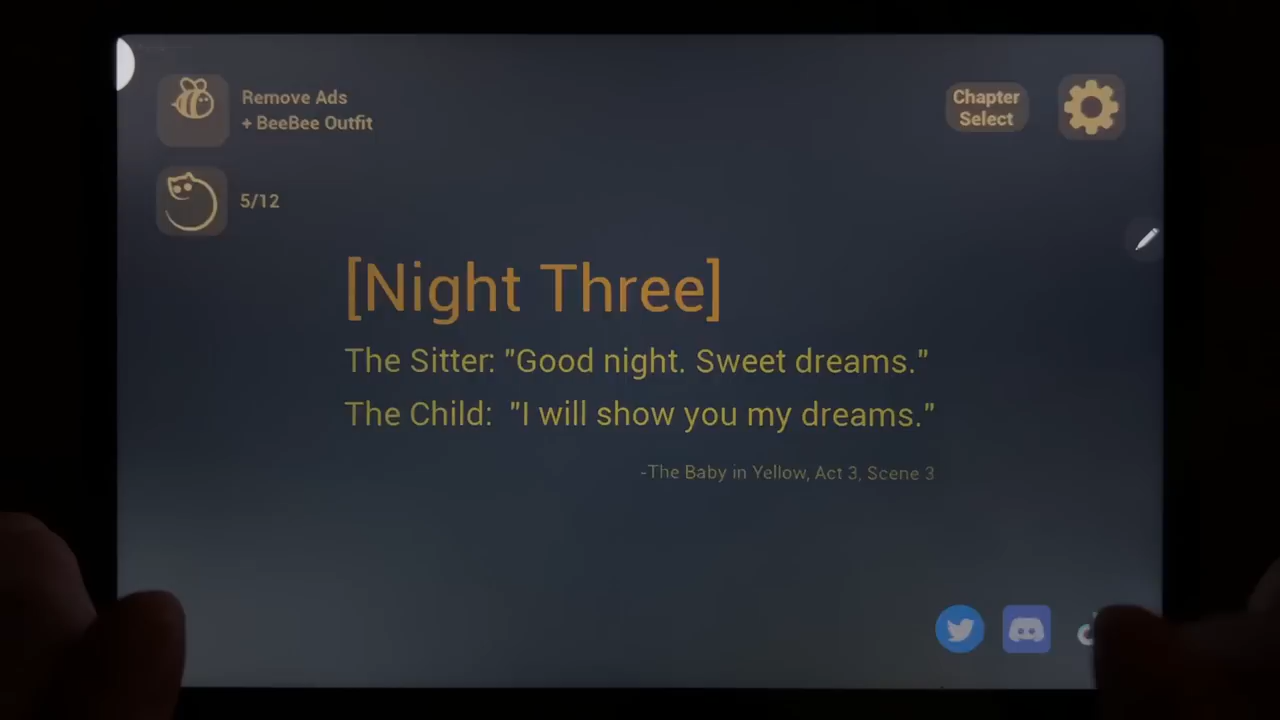 Remove Ads
+ BeeBee Outfit
Chapter
Select
5/12
[Night Three]
The Sitter: "Good night. Sweet dreams."
The Child: "I will show you my dreams."
-The Baby in Yellow, Act 3, Scene 3